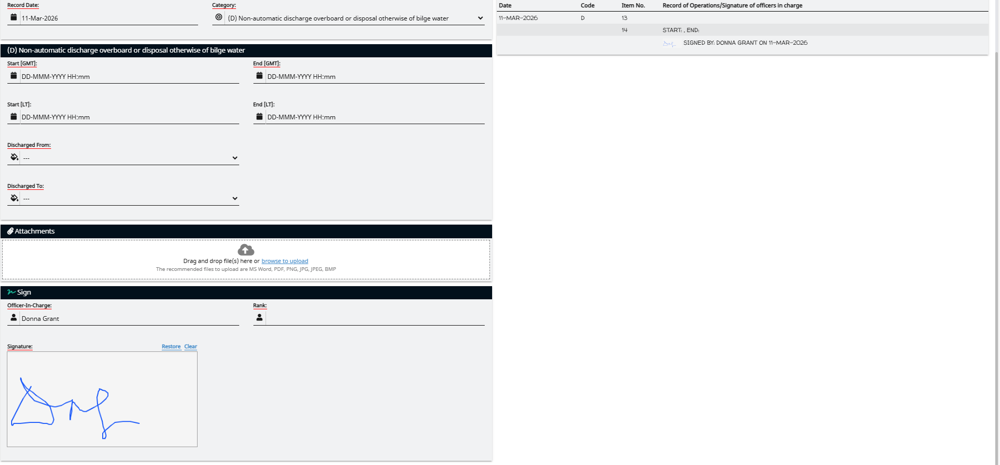 Record Date:
11-Mar-2026
Category:
(D) Non-automatic discharge overboard or disposal otherwise of bilge water
(D) Non-automatic discharge overboard or disposal otherwise of bilge water
Start [GMT]:
DD-MMM-YYYY HH:mm
End [GMT]:
DD-MMM-YYYY HH:mm
Start [LT]:
DD-MMM-YYYY HH:mm
End [LT]:
DD-MMM-YYYY HH:mm
Discharged From:
---
Discharged To:
---
Attachments
Drag and drop file(s) here or browse to upload
The recommended files to upload are MS Word, PDF, PNG, JPG, JPEG, BMP
Sign
Officer-In-Charge:
Donna Grant
Rank:
Signature:
Restore Clear
Date Code Item No. Record of Operations/Signature of officers in charge
11-MAR-2026 D 13
14 START: , END:
SIGNED BY: DONNA GRANT ON 11-MAR-2026